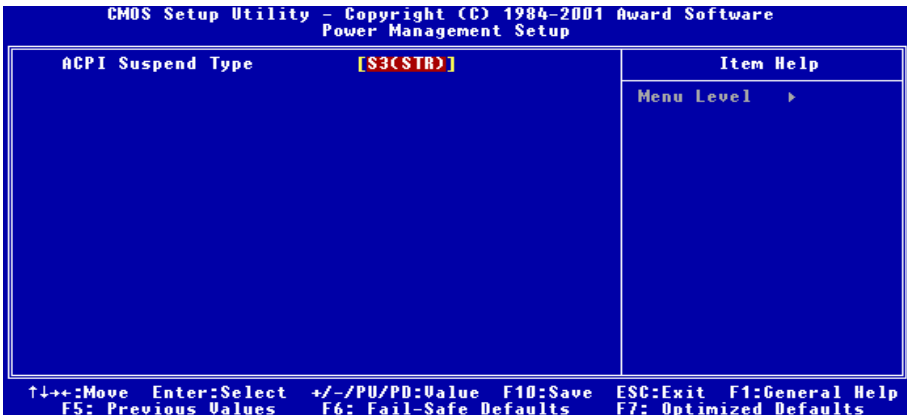 CMOS Setup Utility – Copyright (C) 1984–2001 Award Software
Power Management Setup
ACPI Suspend Type [S3(STR)]
Item Help
Menu Level ▸
↑↓→←:Move Enter:Select +/-/PU/PD:Value F10:Save ESC:Exit F1:General Help
F5: Previous Values F6: Fail-Safe Defaults F7: Optimized Defaults